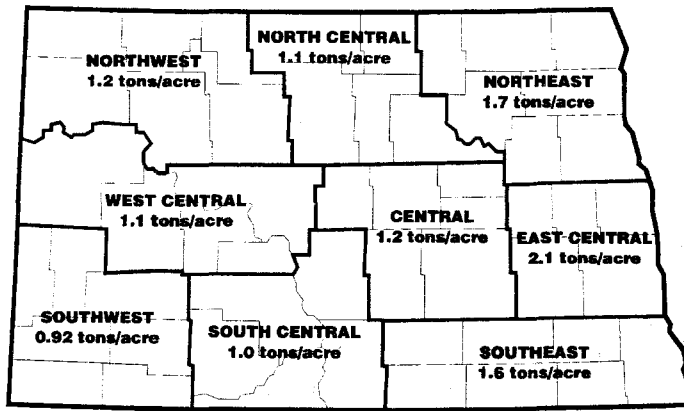 NORTH CENTRAL
1.1 tons/acre
NORTHWEST
1.2 tons/acre
NORTHEAST
1.7 tons/acre
WEST CENTRAL
1.1 tons/acre
CENTRAL
1.2 tons/acre
EAST CENTRAL
2.1 tons/acre
SOUTHWEST
0.92 tons/acre
SOUTH CENTRAL
1.0 tons/acre
SOUTHEAST
1.6 tons/acre